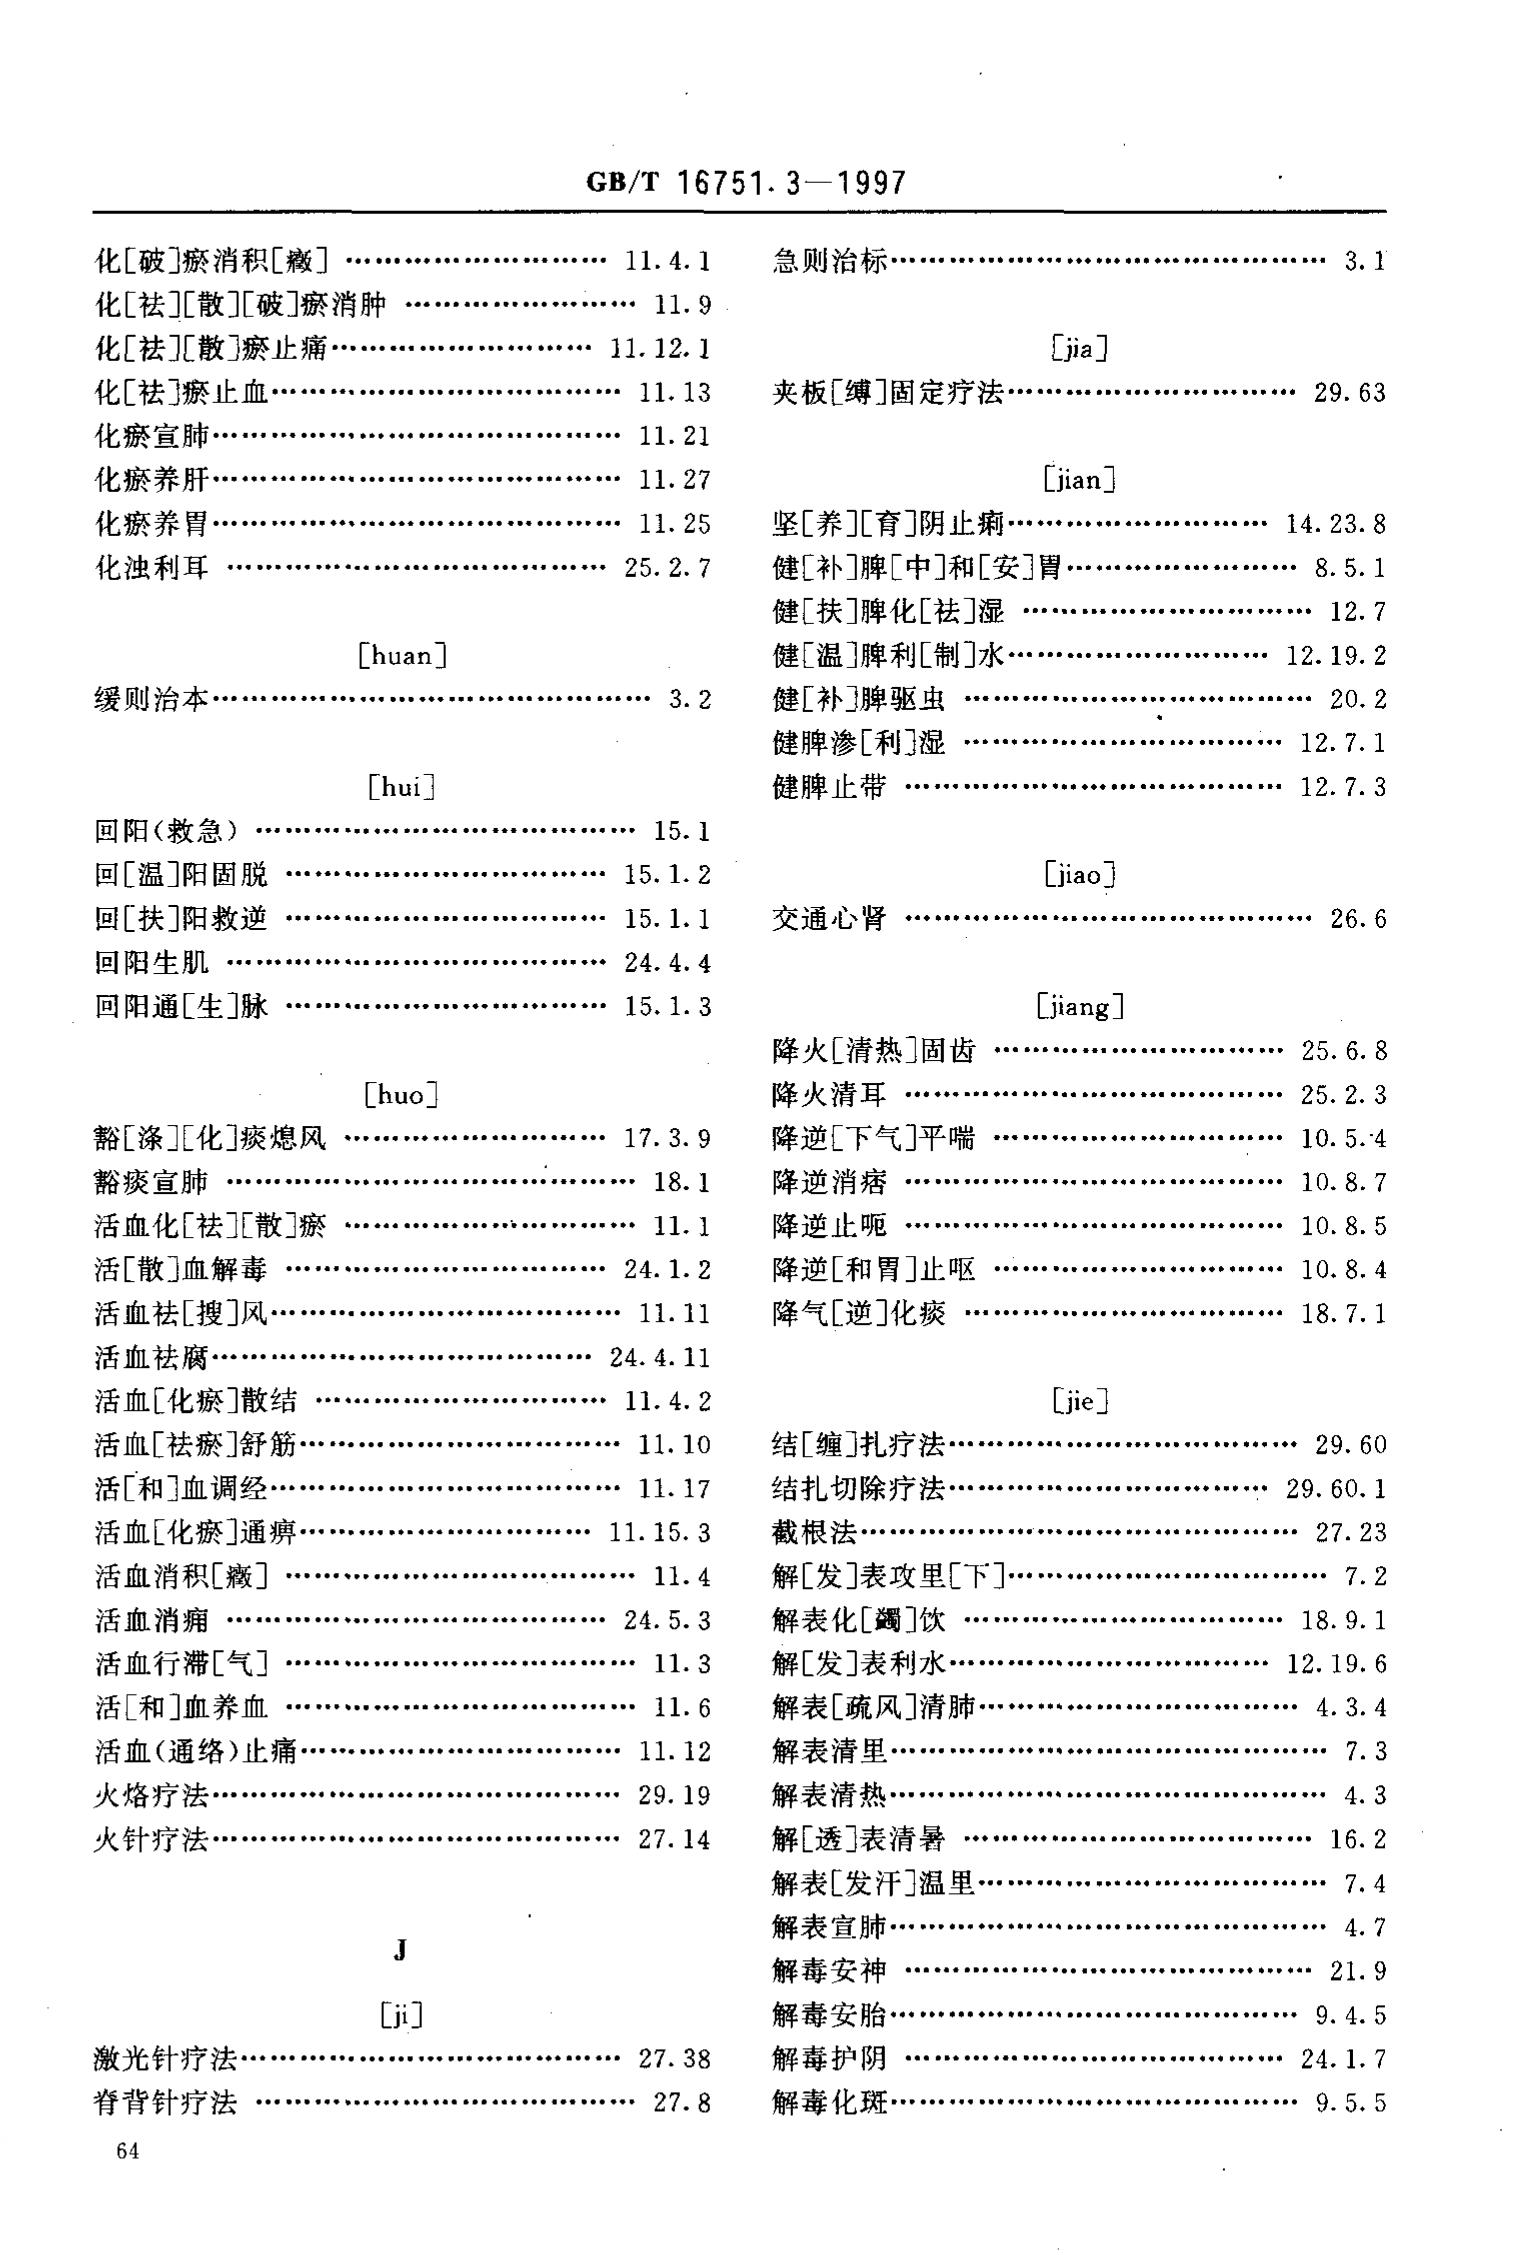 GB/T 16751.3—1997
化[破]瘀消积[癥] ……………………… 11.4.1
化[祛][散][破]瘀消肿 …………………… 11.9
化[祛][散]瘀止痛……………………… 11.12.1
化[祛]瘀止血……………………………… 11.13
化瘀宣肺…………………………………… 11.21
化瘀养肝…………………………………… 11.27
化瘀养胃…………………………………… 11.25
化浊利耳 ………………………………… 25.2.7
[huan]
缓则治本……………………………………… 3.2
[hui]
回阳(救急) ………………………………… 15.1
回[温]阳固脱 …………………………… 15.1.2
回[扶]阳救逆 …………………………… 15.1.1
回阳生肌 ………………………………… 24.4.4
回阳通[生]脉 …………………………… 15.1.3
[huo]
豁[涤][化]痰熄风 ……………………… 17.3.9
豁痰宣肺 …………………………………… 18.1
活血化[祛][散]瘀 ………………………… 11.1
活[散]血解毒 …………………………… 24.1.2
活血祛[搜]风……………………………… 11.11
活血祛腐………………………………… 24.4.11
活血[化瘀]散结 ………………………… 11.4.2
活血[祛瘀]舒筋…………………………… 11.10
活[和]血调经……………………………… 11.17
活血[化瘀]通痹………………………… 11.15.3
活血消积[癥] ……………………………… 11.4
活血消痈 ………………………………… 24.5.3
活血行滞[气] ……………………………… 11.3
活[和]血养血 ……………………………… 11.6
活血(通络)止痛…………………………… 11.12
火烙疗法…………………………………… 29.19
火针疗法…………………………………… 27.14
J
[ji]
激光针疗法………………………………… 27.38
脊背针疗法 ………………………………… 27.8
急则治标……………………………………… 3.1
[jia]
夹板[缚]固定疗法………………………… 29.63
[jian]
坚[养][育]阴止痢……………………… 14.23.8
健[补]脾[中]和[安]胃…………………… 8.5.1
健[扶]脾化[祛]湿 ………………………… 12.7
健[温]脾利[制]水……………………… 12.19.2
健[补]脾驱虫 ……………………………… 20.2
健脾渗[利]湿 …………………………… 12.7.1
健脾止带 ………………………………… 12.7.3
[jiao]
交通心肾 …………………………………… 26.6
[jiang]
降火[清热]固齿 ………………………… 25.6.8
降火清耳 ………………………………… 25.2.3
降逆[下气]平喘 ………………………… 10.5.4
降逆消痞 ………………………………… 10.8.7
降逆止呃 ………………………………… 10.8.5
降逆[和胃]止呕 ………………………… 10.8.4
降气[逆]化痰 …………………………… 18.7.1
[jie]
结[缠]扎疗法……………………………… 29.60
结扎切除疗法…………………………… 29.60.1
截根法……………………………………… 27.23
解[发]表攻里[下]…………………………… 7.2
解表化[蠲]饮 …………………………… 18.9.1
解[发]表利水…………………………… 12.19.6
解表[疏风]清肺…………………………… 4.3.4
解表清里……………………………………… 7.3
解表清热……………………………………… 4.3
解[透]表清暑 ……………………………… 16.2
解表[发汗]温里……………………………… 7.4
解表宣肺……………………………………… 4.7
解毒安神 …………………………………… 21.9
解毒安胎…………………………………… 9.4.5
解毒护阴 ………………………………… 24.1.7
解毒化斑…………………………………… 9.5.5
64